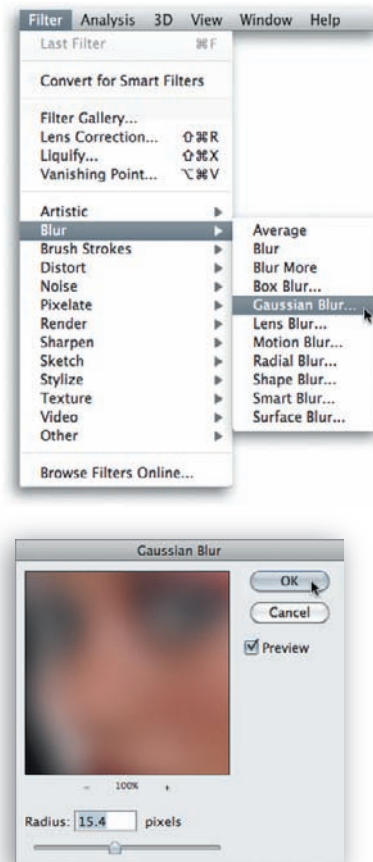 Filter Analysis 3D View Window Help
Last Filter ⌘F
Convert for Smart Filters
Filter Gallery...
Lens Correction... ⇧⌘R
Liquify... ⇧⌘X
Vanishing Point... ⌥⌘V
Artistic
Blur
Brush Strokes
Distort
Noise
Pixelate
Render
Sharpen
Sketch
Stylize
Texture
Video
Other
Browse Filters Online...
Average
Blur
Blur More
Box Blur...
Gaussian Blur...
Lens Blur...
Motion Blur...
Radial Blur...
Shape Blur...
Smart Blur...
Surface Blur...
Gaussian Blur
OK
Cancel
Preview
- 100% +
Radius: 15.4 pixels